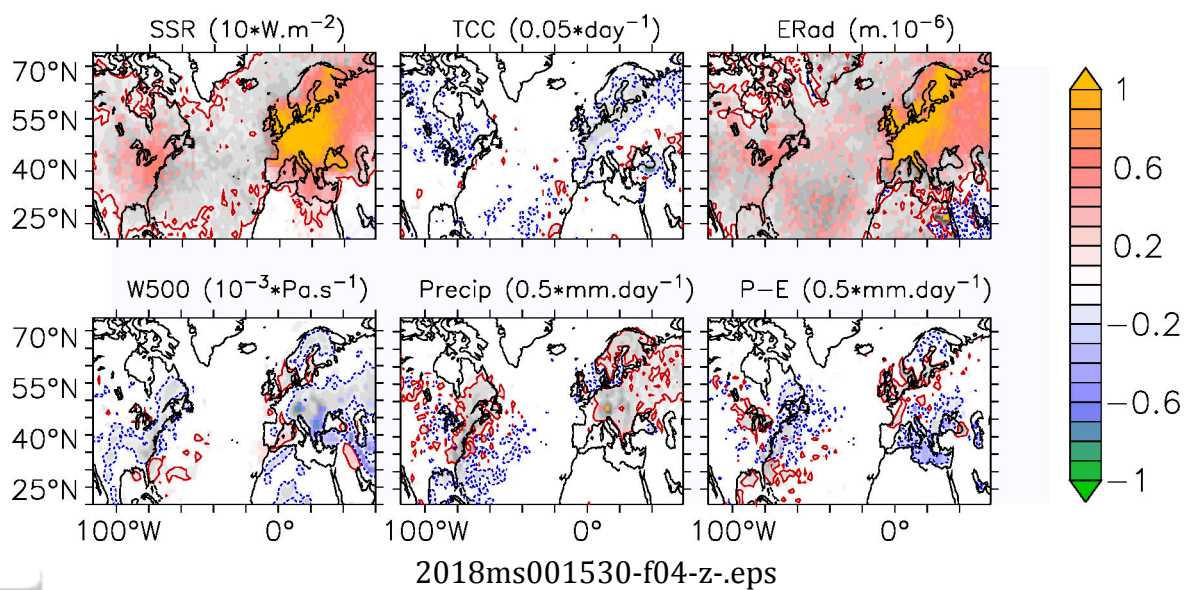 SSR (10*W.m−2) TCC (0.05*day−1) ERad (m.10−6)
70°N
55°N
40°N
25°N
W500 (10−3*Pa.s−1) Precip (0.5*mm.day−1) P−E (0.5*mm.day−1)
70°N
55°N
40°N
25°N
100°W 0° 100°W 0° 100°W 0°
1
0.6
0.2
−0.2
−0.6
−1
2018ms001530-f04-z-.eps